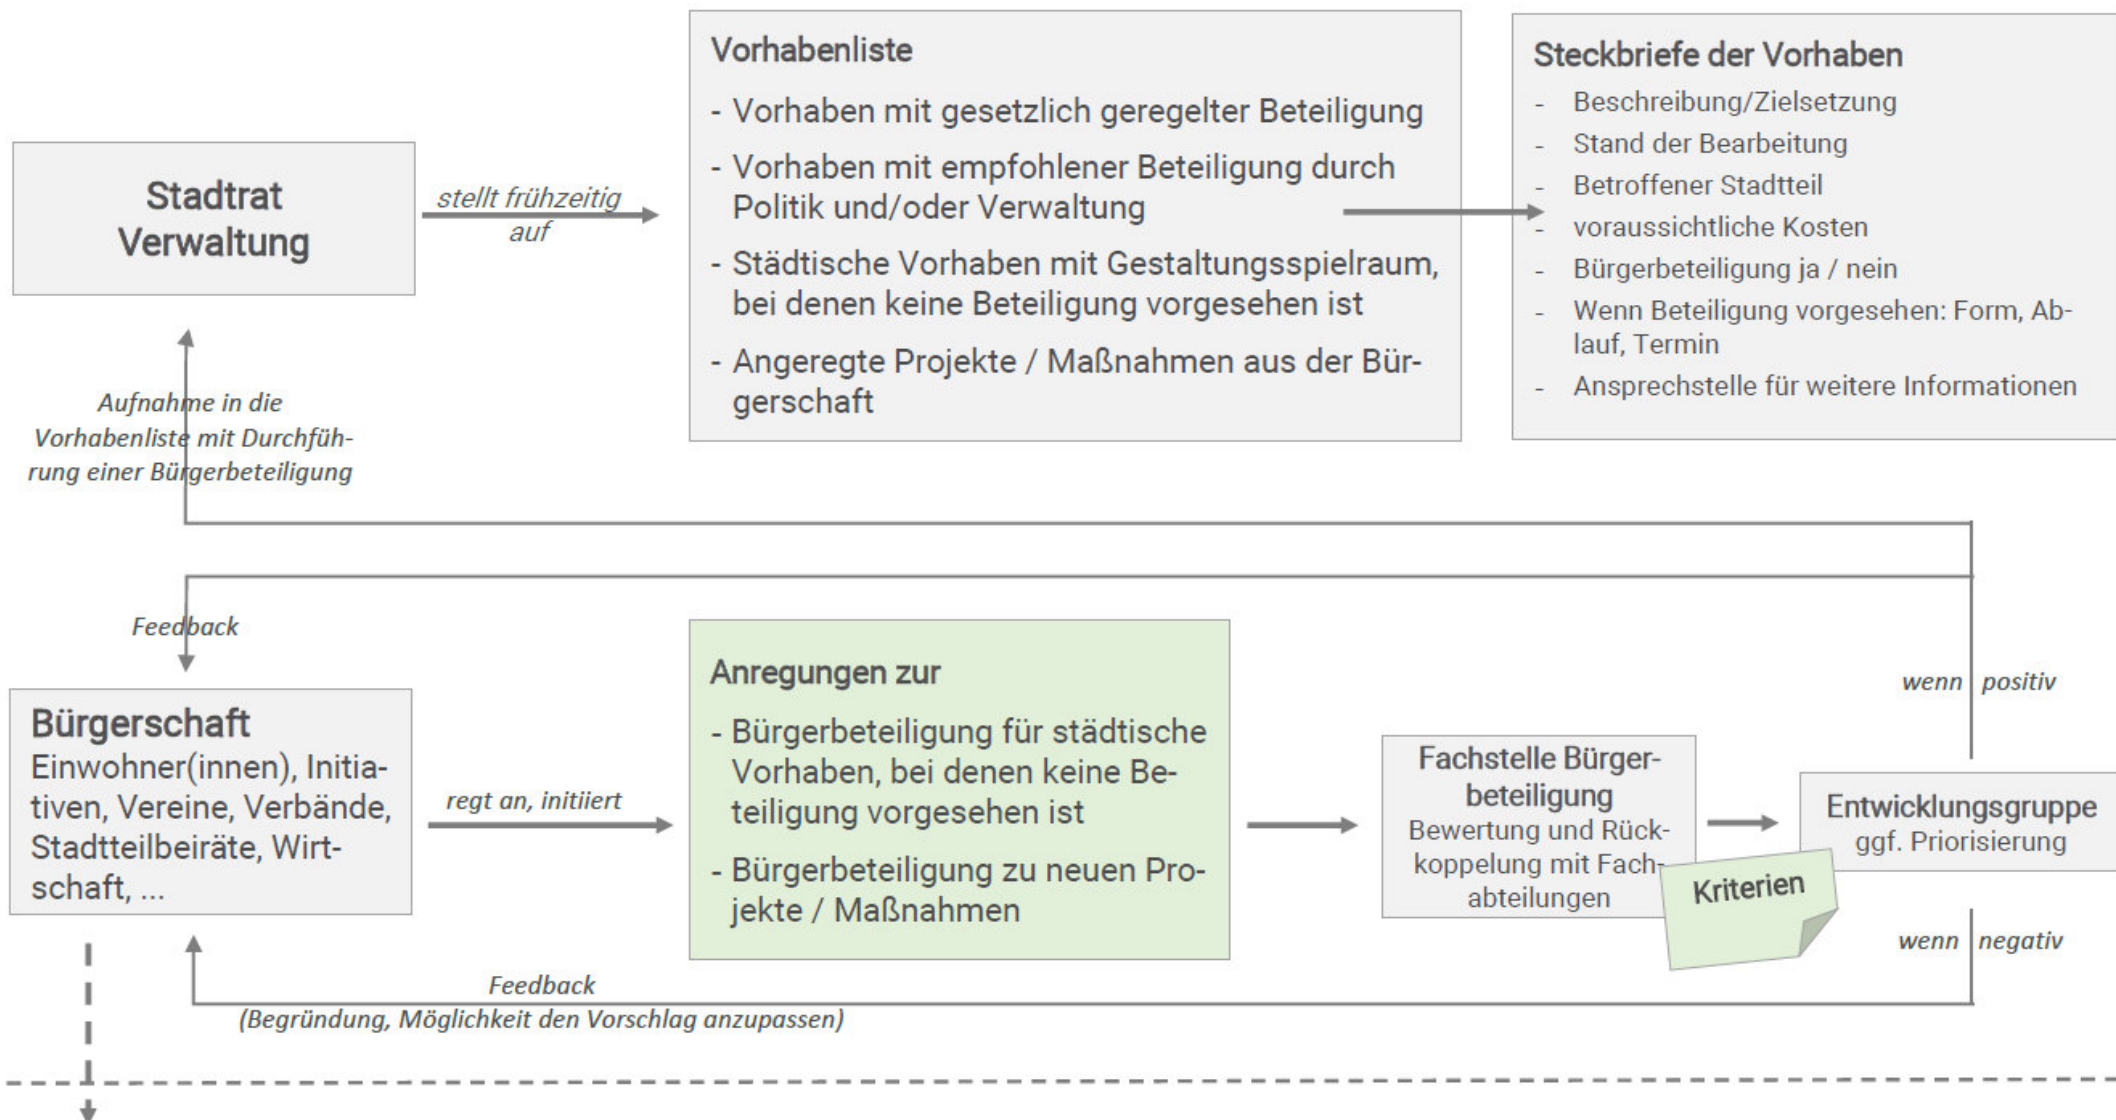 Stadtrat
Verwaltung
stellt frühzeitig
auf
Vorhabenliste
- Vorhaben mit gesetzlich geregelter Beteiligung
- Vorhaben mit empfohlener Beteiligung durch
Politik und/oder Verwaltung
- Städtische Vorhaben mit Gestaltungsspielraum,
bei denen keine Beteiligung vorgesehen ist
- Angeregte Projekte / Maßnahmen aus der Bür-
gerschaft
Steckbriefe der Vorhaben
- Beschreibung/Zielsetzung
- Stand der Bearbeitung
- Betroffener Stadtteil
- voraussichtliche Kosten
- Bürgerbeteiligung ja / nein
- Wenn Beteiligung vorgesehen: Form, Ab-
lauf, Termin
- Ansprechstelle für weitere Informationen
Aufnahme in die
Vorhabenliste mit Durchfüh-
rung einer Bürgerbeteiligung
Feedback
Bürgerschaft
Einwohner(innen), Initia-
tiven, Vereine, Verbände,
Stadtteilbeiräte, Wirt-
schaft, ...
regt an, initiiert
Anregungen zur
- Bürgerbeteiligung für städtische
Vorhaben, bei denen keine Be-
teiligung vorgesehen ist
- Bürgerbeteiligung zu neuen Pro-
jekte / Maßnahmen
Fachstelle Bürger-
beteiligung
Bewertung und Rück-
koppelung mit Fach-
abteilungen
Kriterien
wenn positiv
Entwicklungsgruppe
ggf. Priorisierung
wenn negativ
Feedback
(Begründung, Möglichkeit den Vorschlag anzupassen)